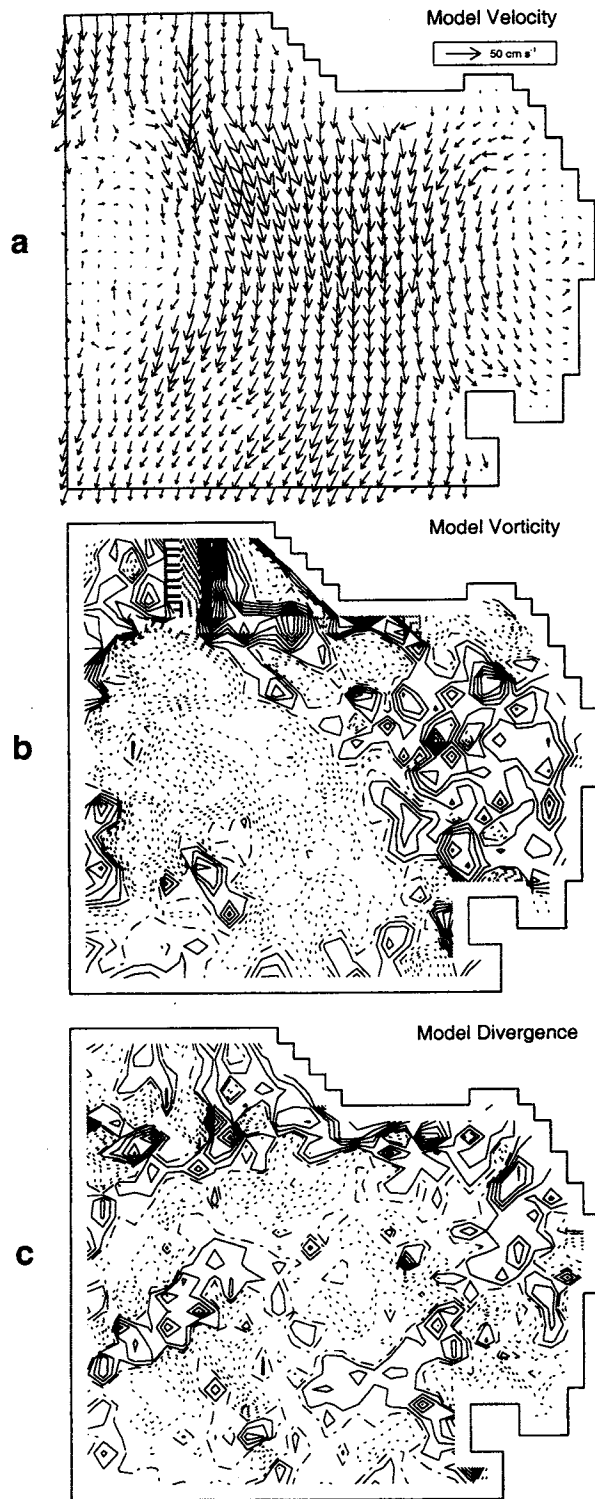 Model Velocity
50 cm s⁻¹
a
Model Vorticity
b
Model Divergence
c